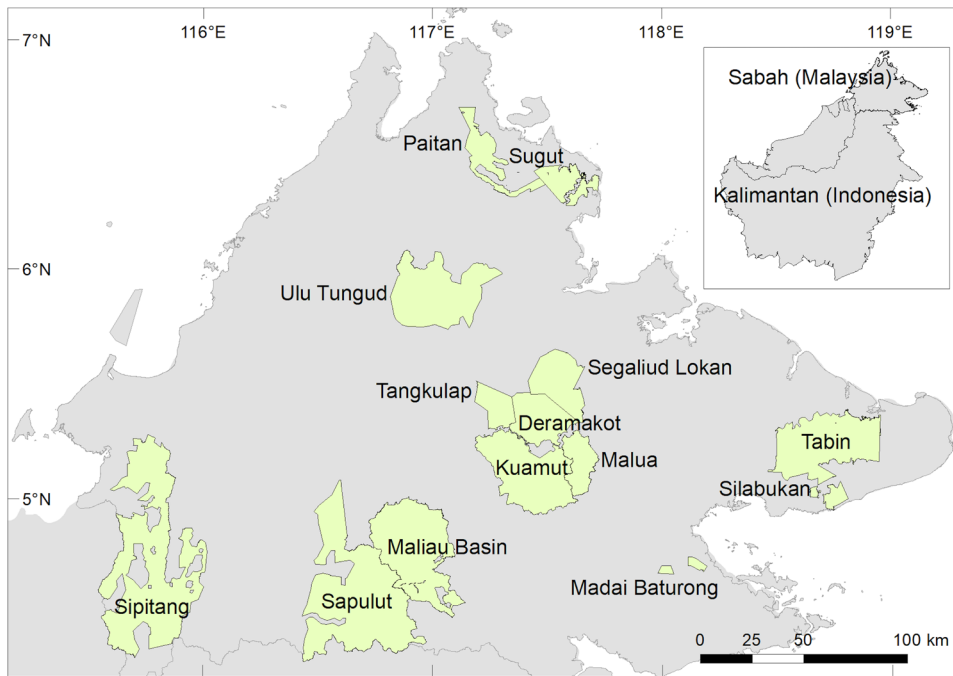 116°E
117°E
118°E
119°E
7°N
Sabah (Malaysia)
Paitan
Sugut
Kalimantan (Indonesia)
6°N
Ulu Tungud
Segaliud Lokan
Tangkulap
Deramakot
Tabin
Kuamut
Malua
Silabukan
5°N
Maliau Basin
Madai Baturong
Sipitang
Sapulut
0 25 50 100 km